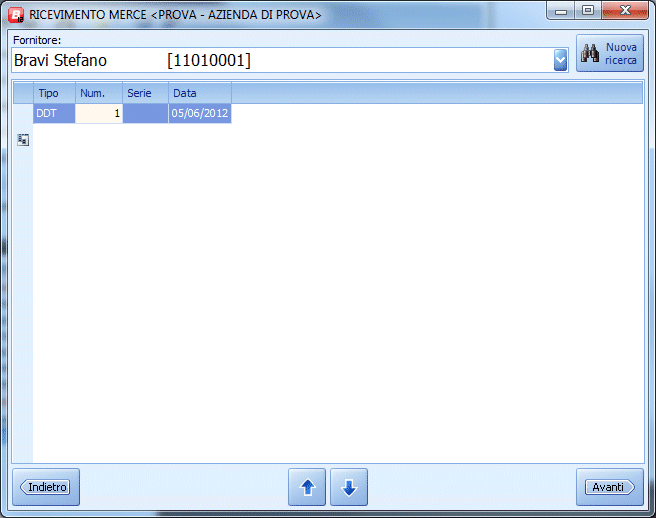 RICEVIMENTO MERCE <PROVA - AZIENDA DI PROVA>
Fornitore:
Bravi Stefano [11010001]
Nuova
ricerca
Tipo Num. Serie Data
DDT 1 05/06/2012
Indietro
Avanti